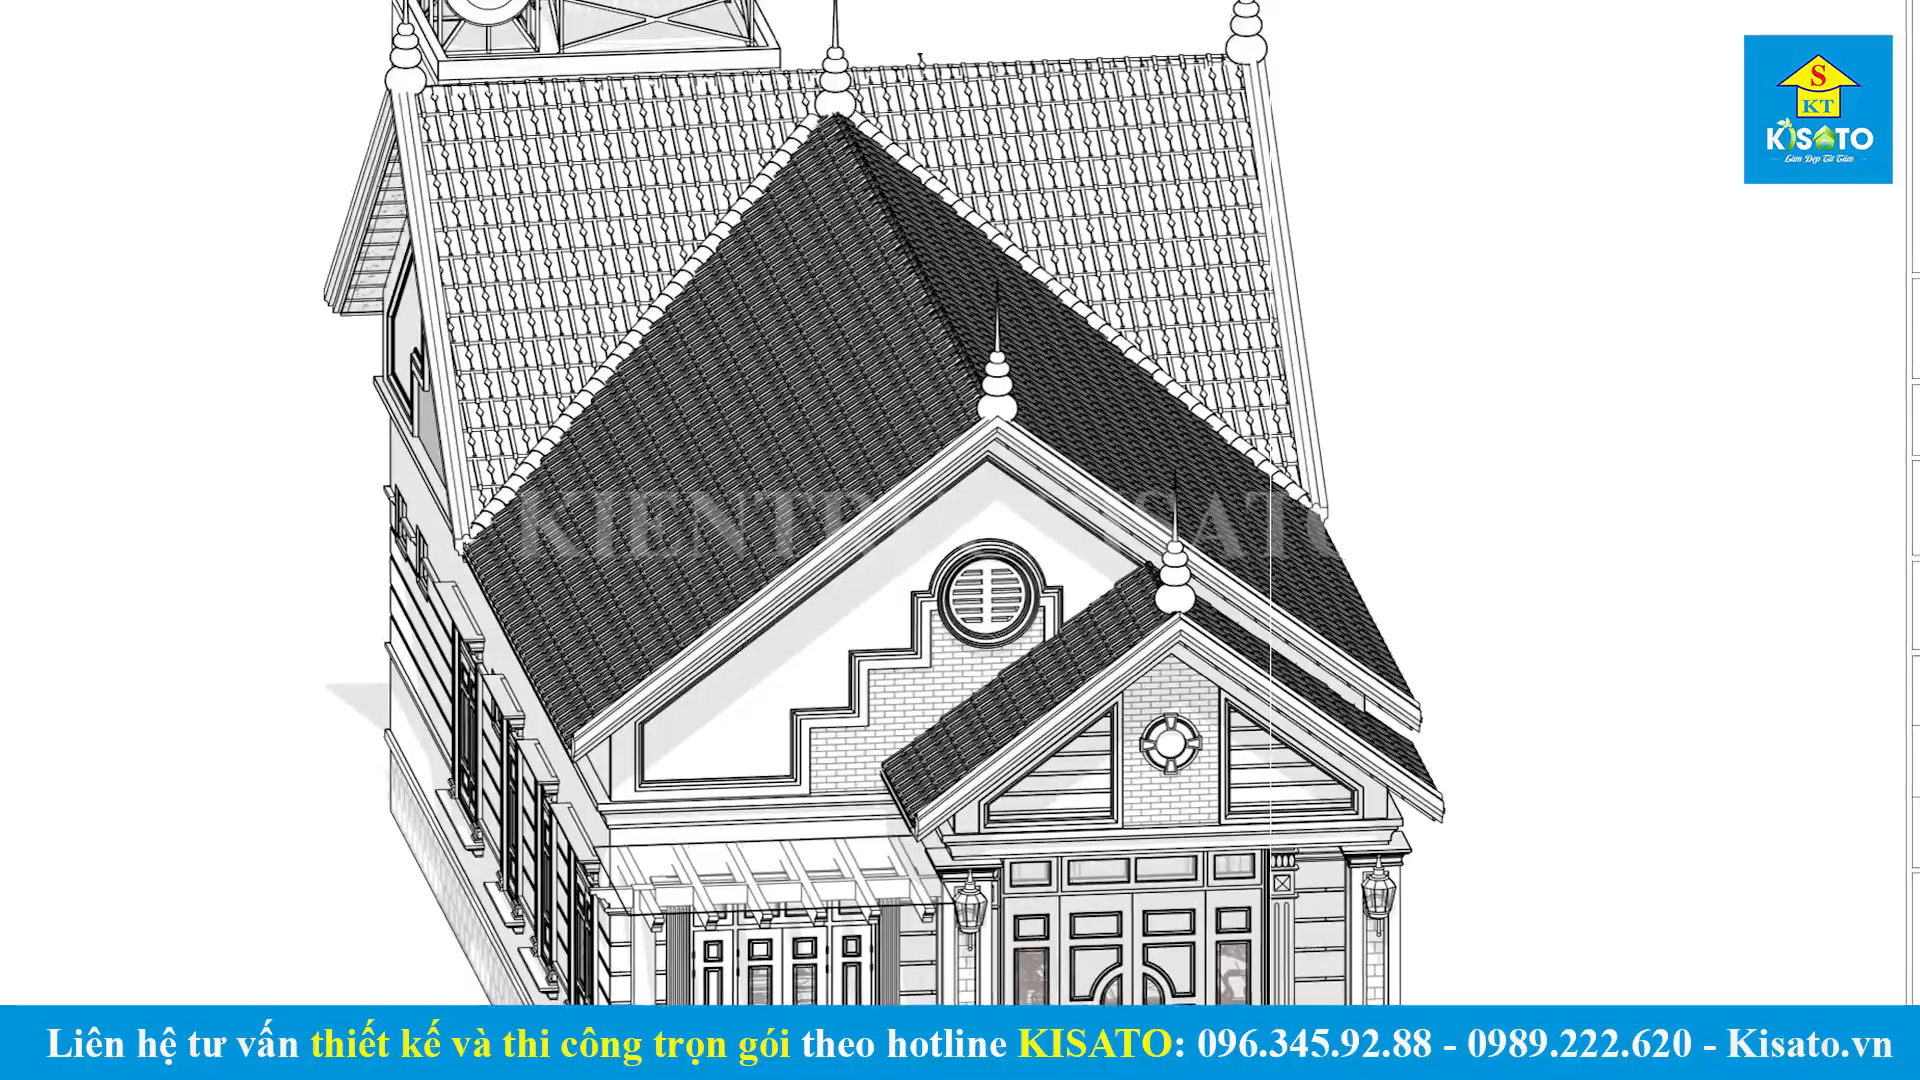 S
KT
KISATO
Làm Đẹp Từ Tâm
Liên hệ tư vấn thiết kế và thi công trọn gói theo hotline KISATO: 096.345.92.88 - 0989.222.620 - Kisato.vn